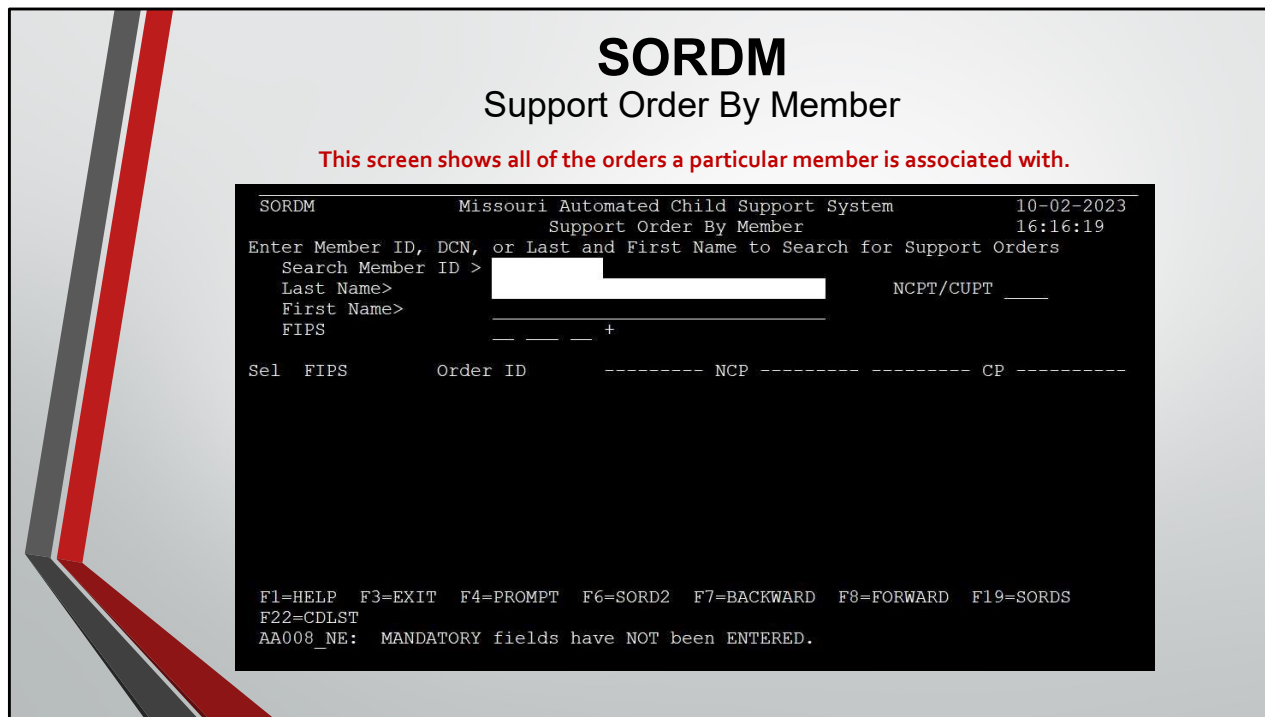 SORDM
Support Order By Member
This screen shows all of the orders a particular member is associated with.
SORDM Missouri Automated Child Support System 10-02-2023
Support Order By Member 16:16:19
Enter Member ID, DCN, or Last and First Name to Search for Support Orders
Search Member ID >
Last Name> NCPT/CUPT ____
First Name>
FIPS __ ___ __ +
Sel FIPS Order ID --------- NCP --------- --------- CP ----------
F1=HELP F3=EXIT F4=PROMPT F6=SORD2 F7=BACKWARD F8=FORWARD F19=SORDS
F22=CDLST
AA008_NE: MANDATORY fields have NOT been ENTERED.